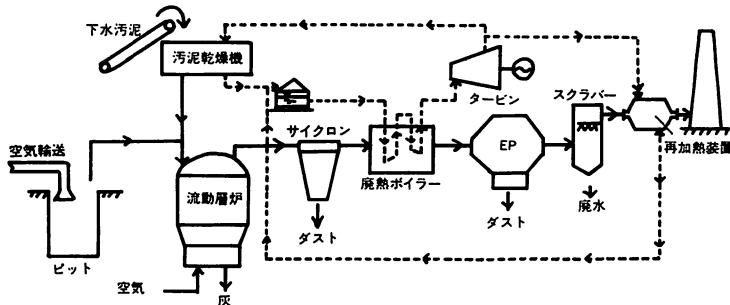 下水汚泥
汚泥乾燥機
タービン
スクラバー
空気輸送
サイクロン
EP
再加熱装置
流動層炉
廃熱ボイラー
ダスト
ダスト
廃水
ピット
空気
灰